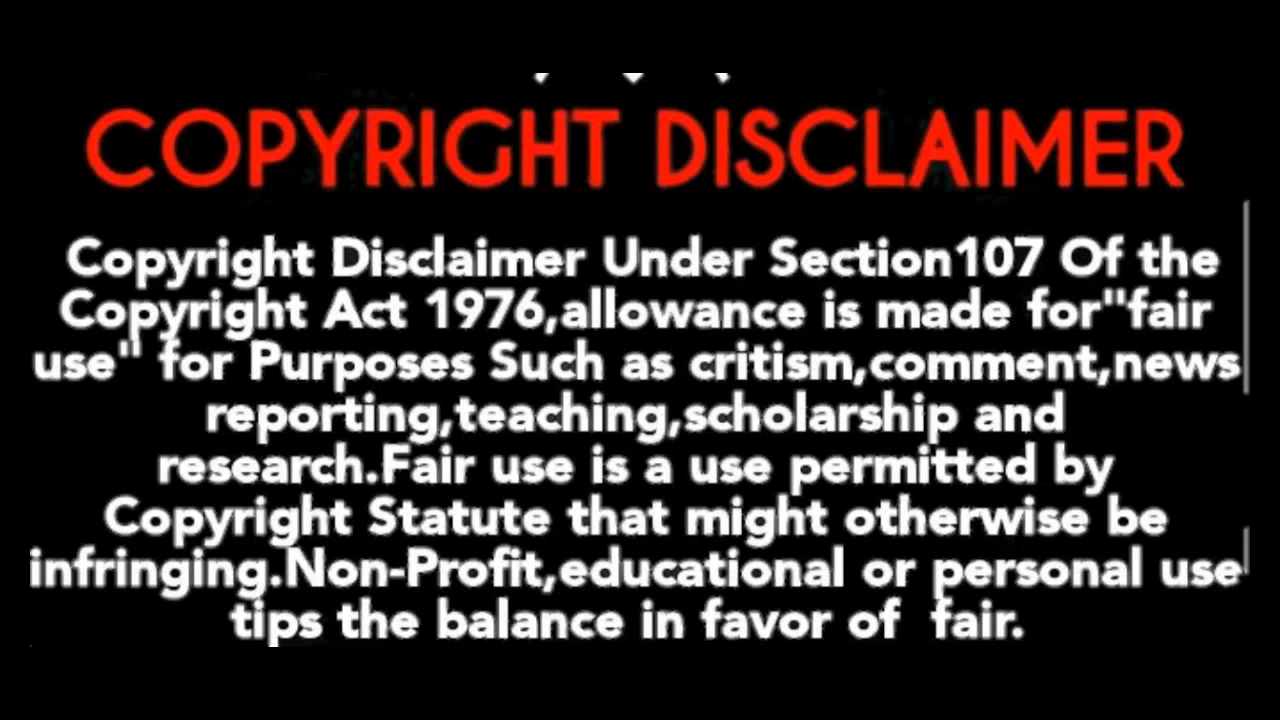 COPYRIGHT DISCLAIMER
Copyright Disclaimer Under Section107 Of the
Copyright Act 1976,allowance is made for"fair
use" for Purposes Such as critism,comment,news
reporting,teaching,scholarship and
research.Fair use is a use permitted by
Copyright Statute that might otherwise be
infringing.Non-Profit,educational or personal use
tips the balance in favor of  fair.